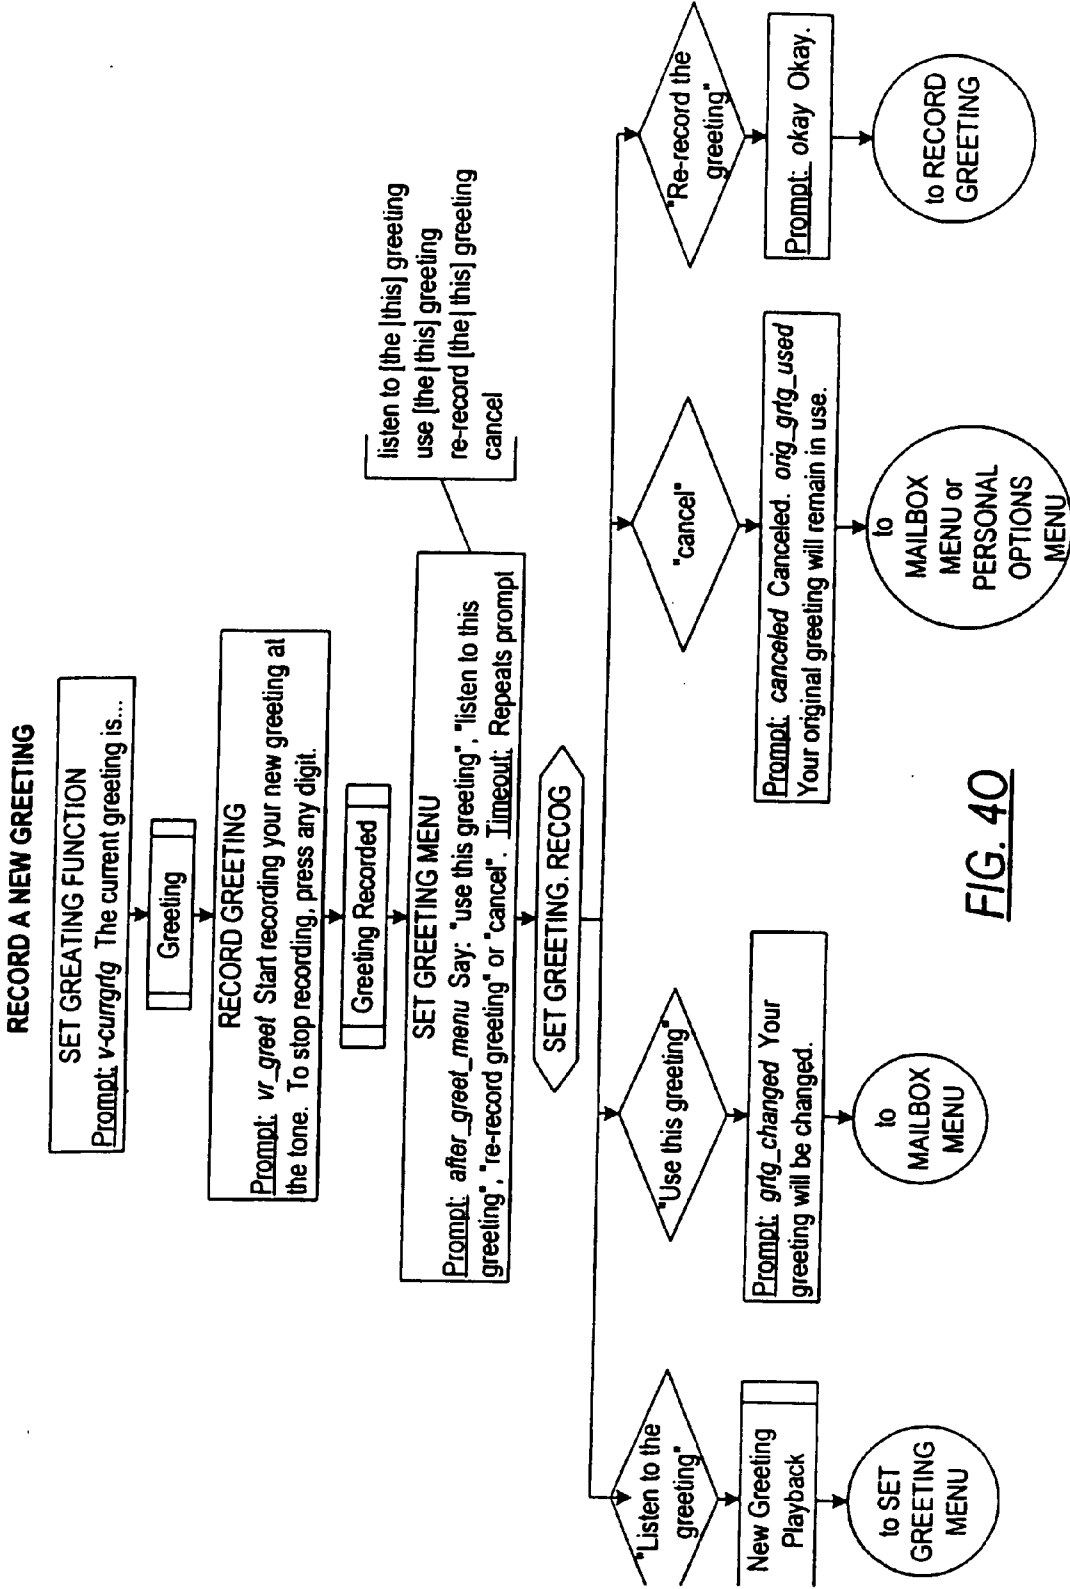 RECORD A NEW GREETING
SET GREATING FUNCTION
Prompt: v-currgrtg The current greeting is...
Greeting
RECORD GREETING
Prompt: vr_greet Start recording your new greeting at
the tone. To stop recording, press any digit.
Greeting Recorded
SET GREETING MENU
Prompt: after_greet_menu Say: "use this greeting", "listen to this
greeting", "re-record greeting" or "cancel". Timeout: Repeats prompt
listen to [the|this] greeting
use [the|this] greeting
re-record [the|this] greeting
cancel
SET GREETING. RECOG
"Listen to the
greeting"
New Greeting
Playback
to SET
GREETING
MENU
"Use this greeting"
Prompt: grtg_changed Your
greeting will be changed.
to
MAILBOX
MENU
"cancel"
Prompt: canceled Canceled. orig_grtg_used
Your original greeting will remain in use.
to
MAILBOX
MENU or
PERSONAL
OPTIONS
MENU
"Re-record the
greeting"
Prompt: okay Okay.
to RECORD
GREETING
FIG. 40